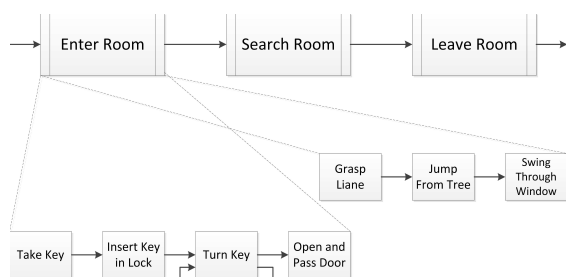 Enter Room
Search Room
Leave Room
Grasp
Liane
Jump
From Tree
Swing
Through
Window
Take Key
Insert Key
in Lock
Turn Key
Open and
Pass Door